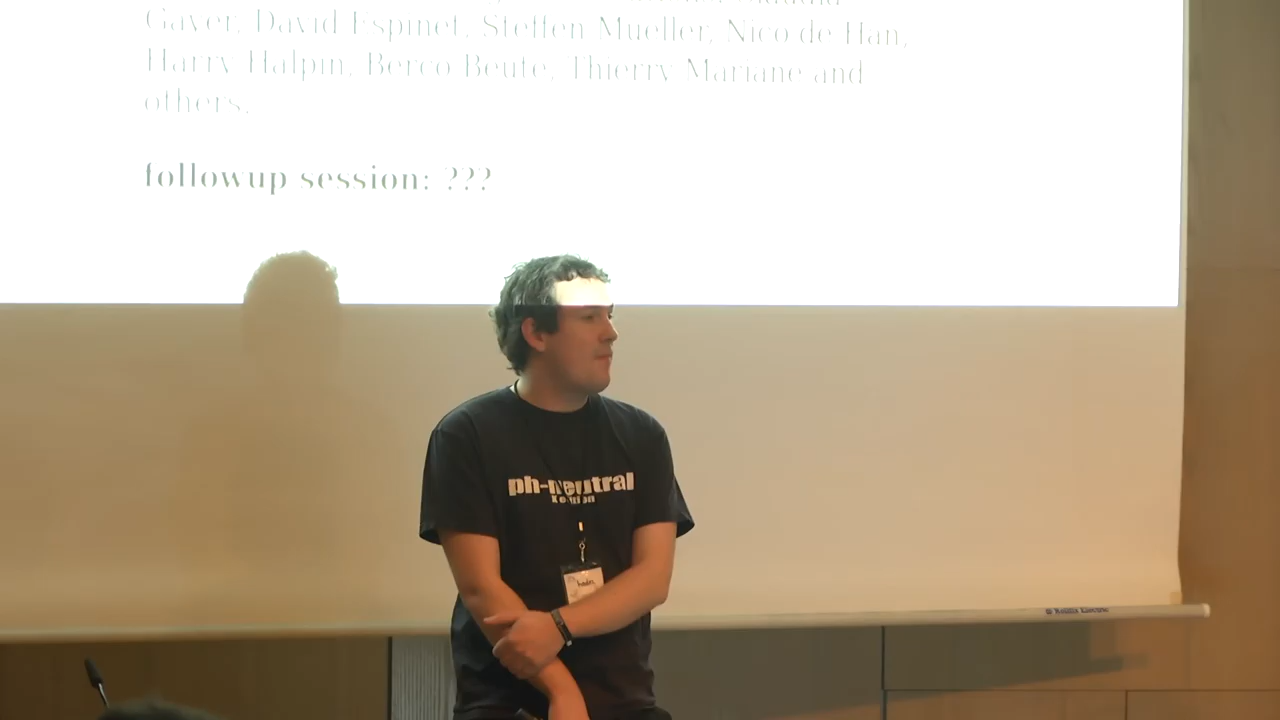 Gaver, David Espinet, Steffen Mueller, Nico de Han,
Harry Halpin, Berco Beute, Thierry Mariane and
others.
followup session: ???
ph-neutral